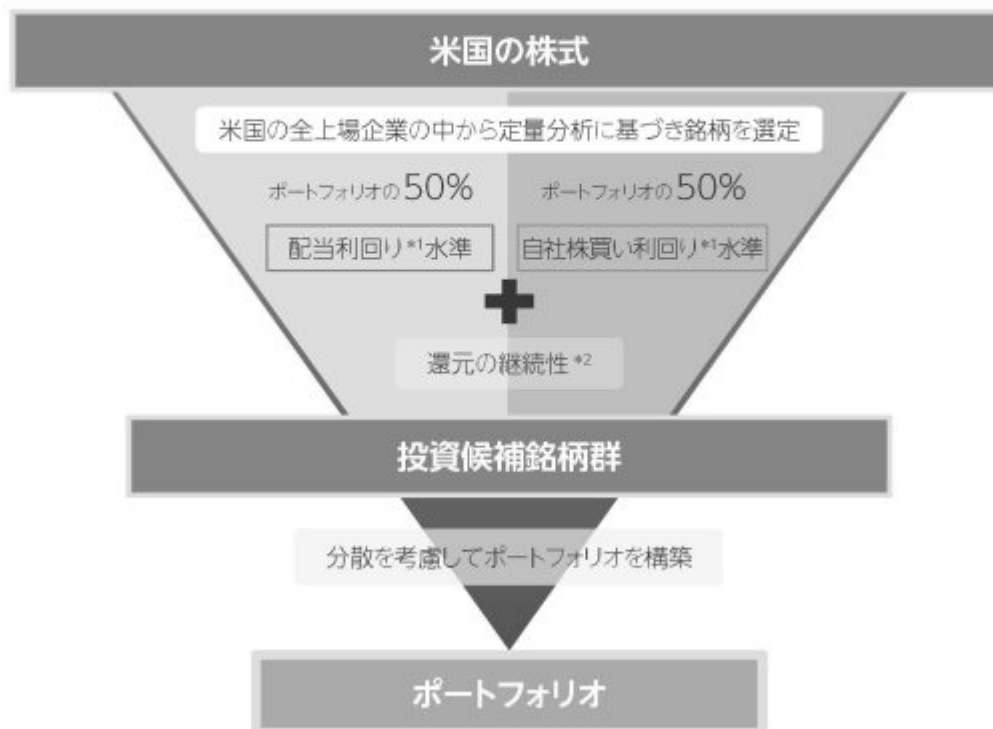 米国の株式
米国の全上場企業の中から定量分析に基づき銘柄を選定
ポートフォリオの50%
ポートフォリオの50%
配当利回り*1水準
自社株買い利回り*1水準
還元の継続性*2
投資候補銘柄群
分散を考慮してポートフォリオを構築
ポートフォリオ